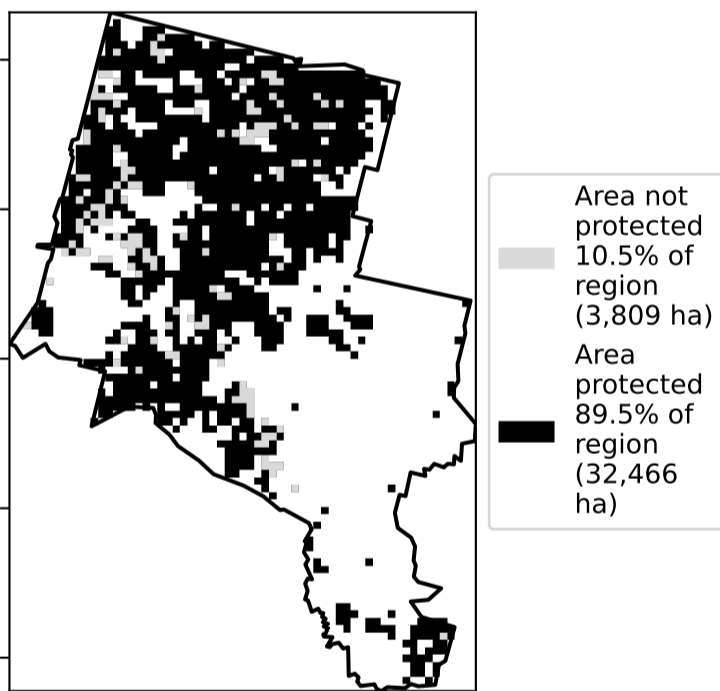 Area not
protected
10.5% of
region
(3,809 ha)
Area
protected
89.5% of
region
(32,466
ha)